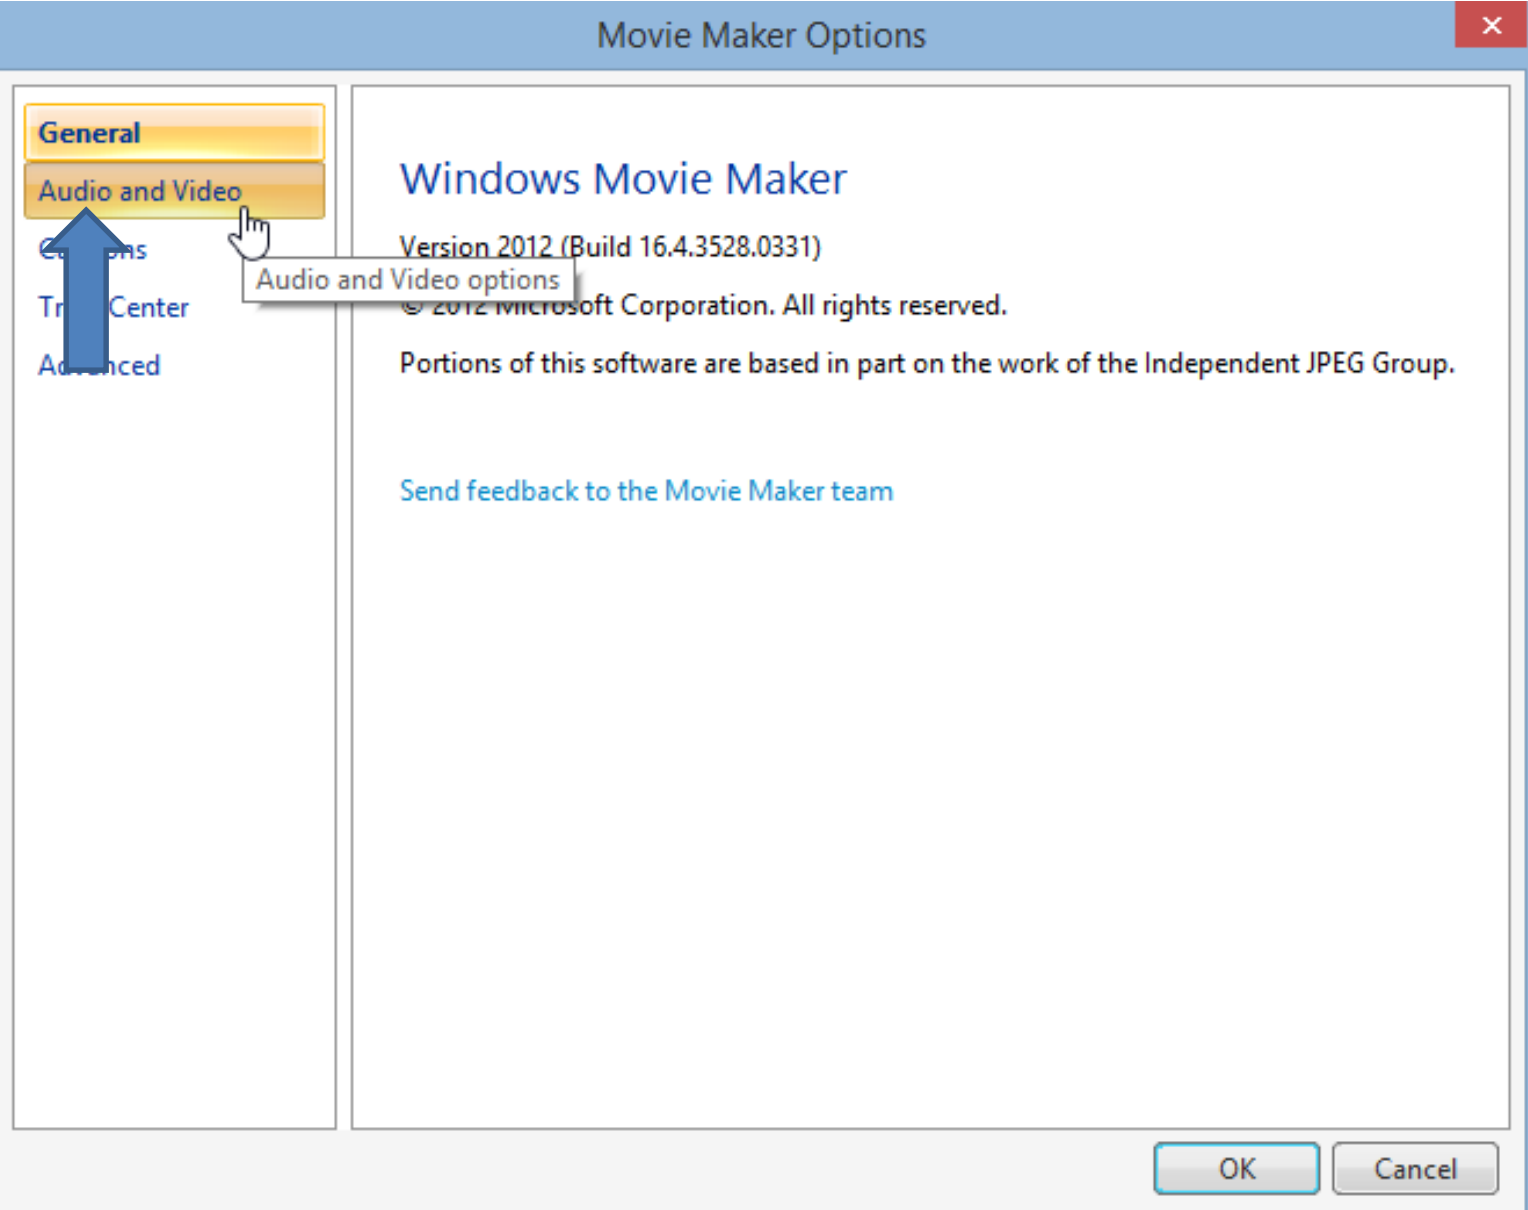 Movie Maker Options
General
Audio and Video
Center
Audio and Video options
Windows Movie Maker
Version 2012 (Build 16.4.3528.0331)
© 2012 Microsoft Corporation. All rights reserved.
Portions of this software are based in part on the work of the Independent JPEG Group.
Send feedback to the Movie Maker team
OK
Cancel